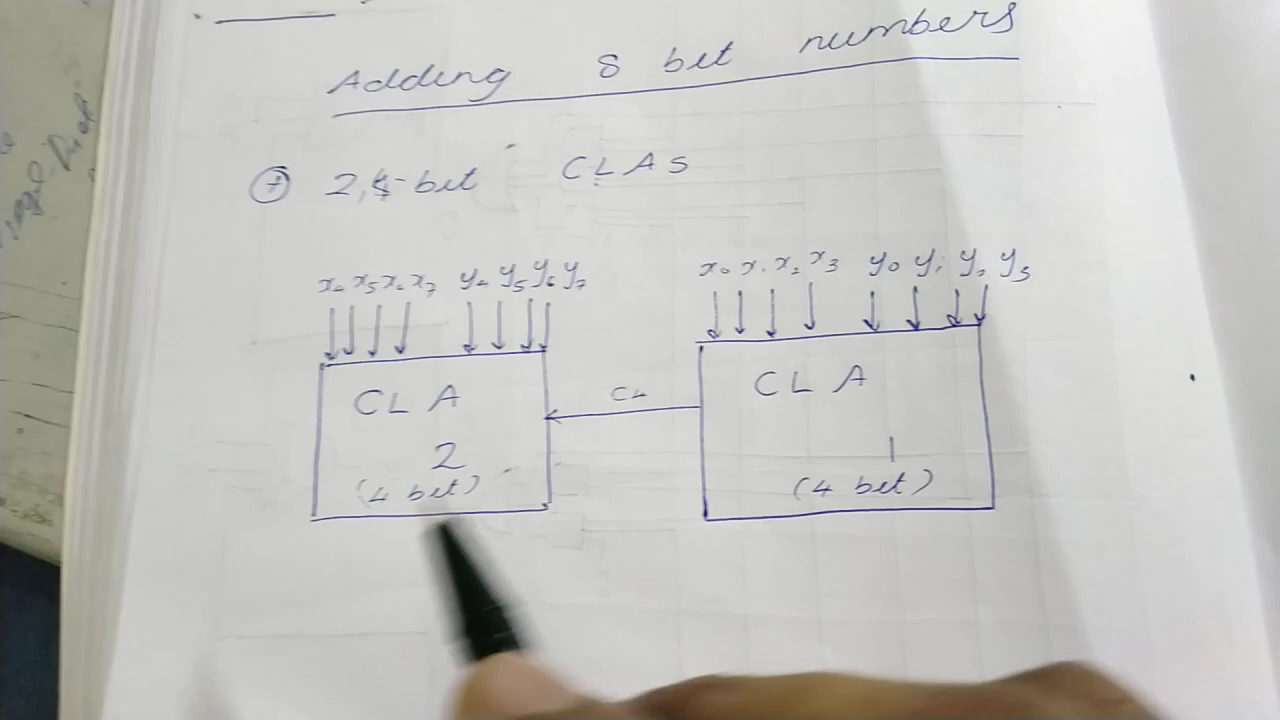 Adding 8 bit numbers
+ 2,4-bit CLAS
x4 x5 x6 x7 y4 y5 y6 y7
x0 x1 x2 x3 y0 y1 y2 y3
CLA
2
(4 bit)
C4
CLA
1
(4 bit)